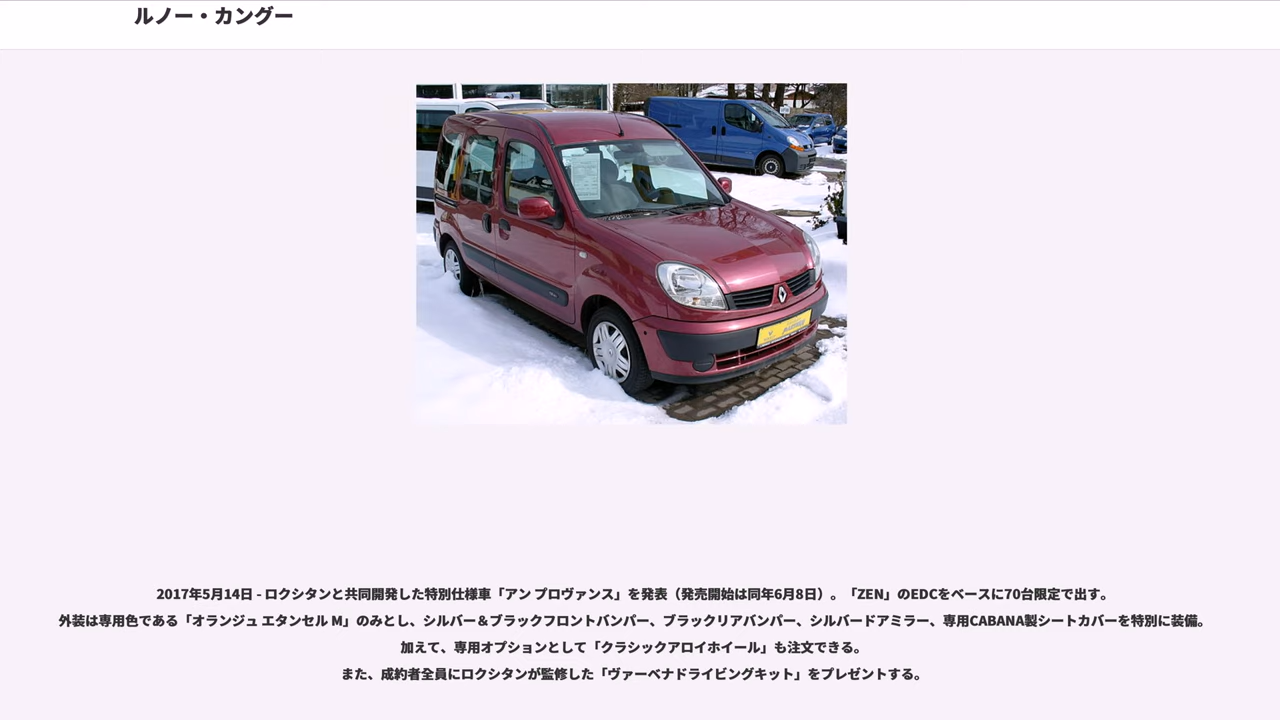 ルノー・カングー
2017年5月14日 - ロクシタンと共同開発した特別仕様車「アン プロヴァンス」を発表（発売開始は同年6月8日）。「ZEN」のEDCをベースに70台限定で出す。
外装は専用色である「オランジュ エタンセル M」のみとし、シルバー＆ブラックフロントバンパー、ブラックリアバンパー、シルバードアミラー、専用CABANA製シートカバーを特別に装備。
加えて、専用オプションとして「クラシックアロイホイール」も注文できる。
また、成約者全員にロクシタンが監修した「ヴァーベナドライビングキット」をプレゼントする。